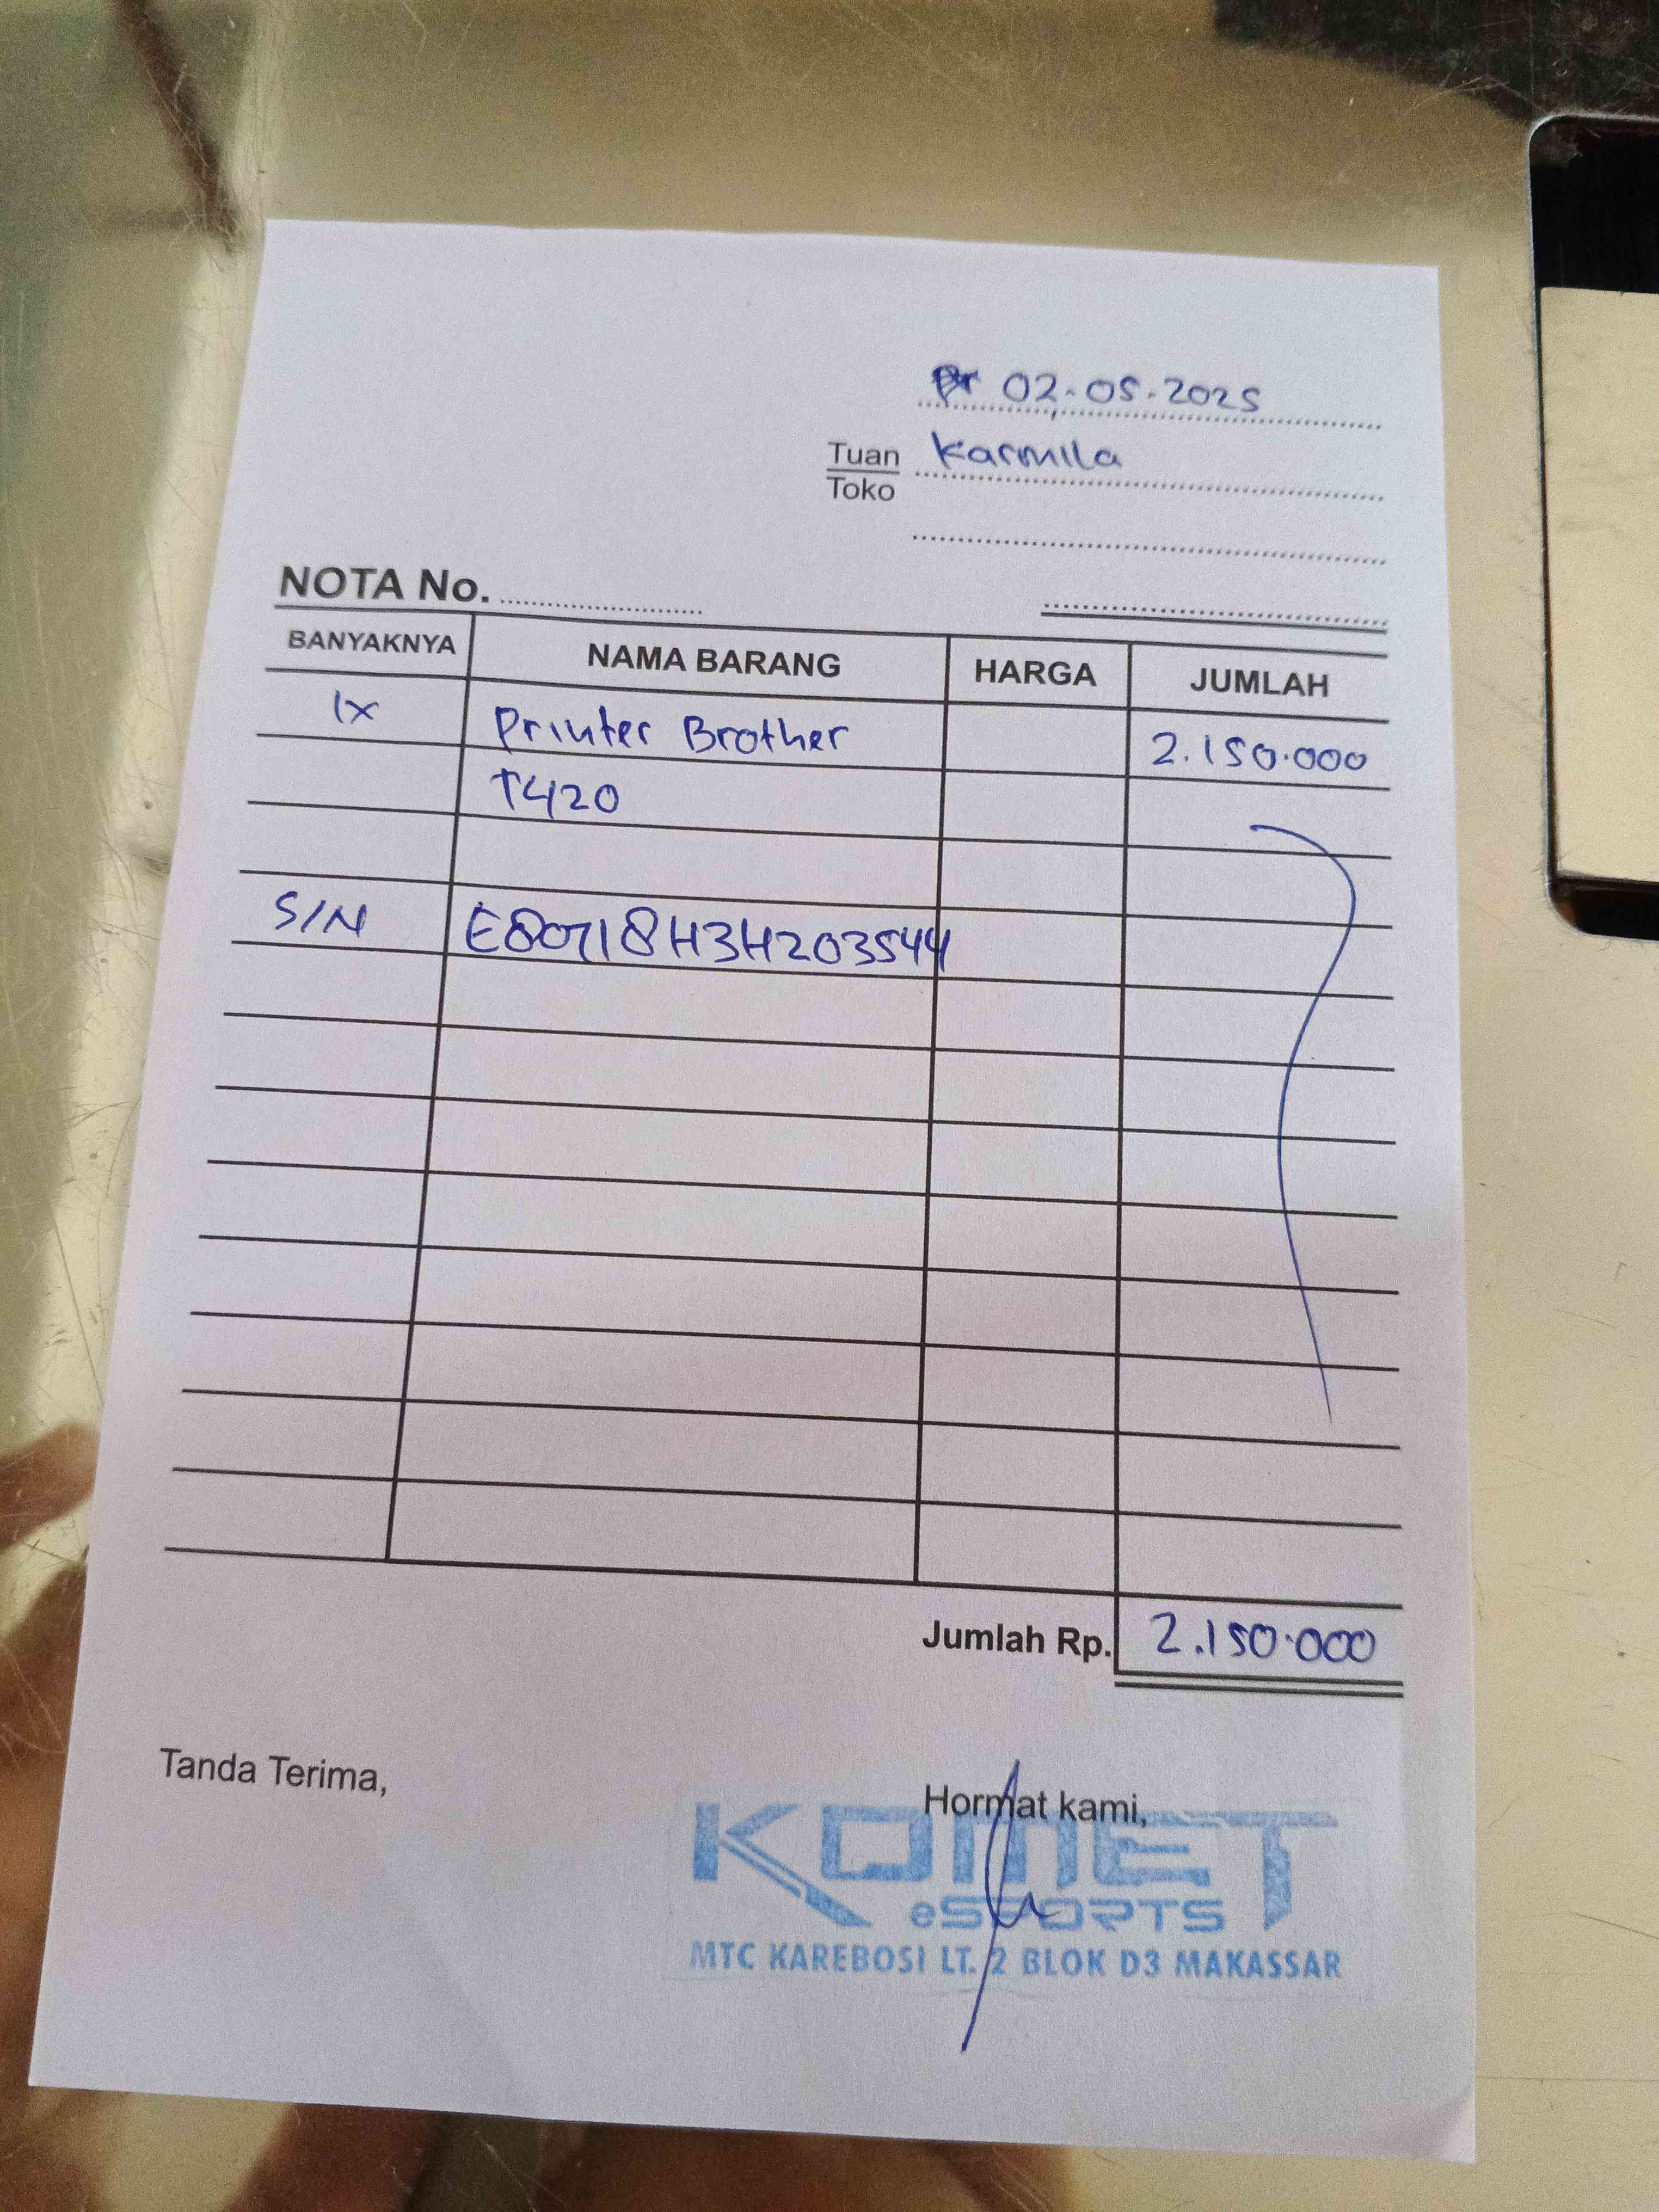 02-05-2025
Tuan Karmila
Toko
NOTA No.
BANYAKNYA NAMA BARANG HARGA JUMLAH
1x Printer Brother 2.150.000
T420
S/N E80718H3H203544
Jumlah Rp. 2.150.000
Tanda Terima, Hormat kami,
KOMET
eSPORTS
MTC KAREBOSI LT. 2 BLOK D3 MAKASSAR